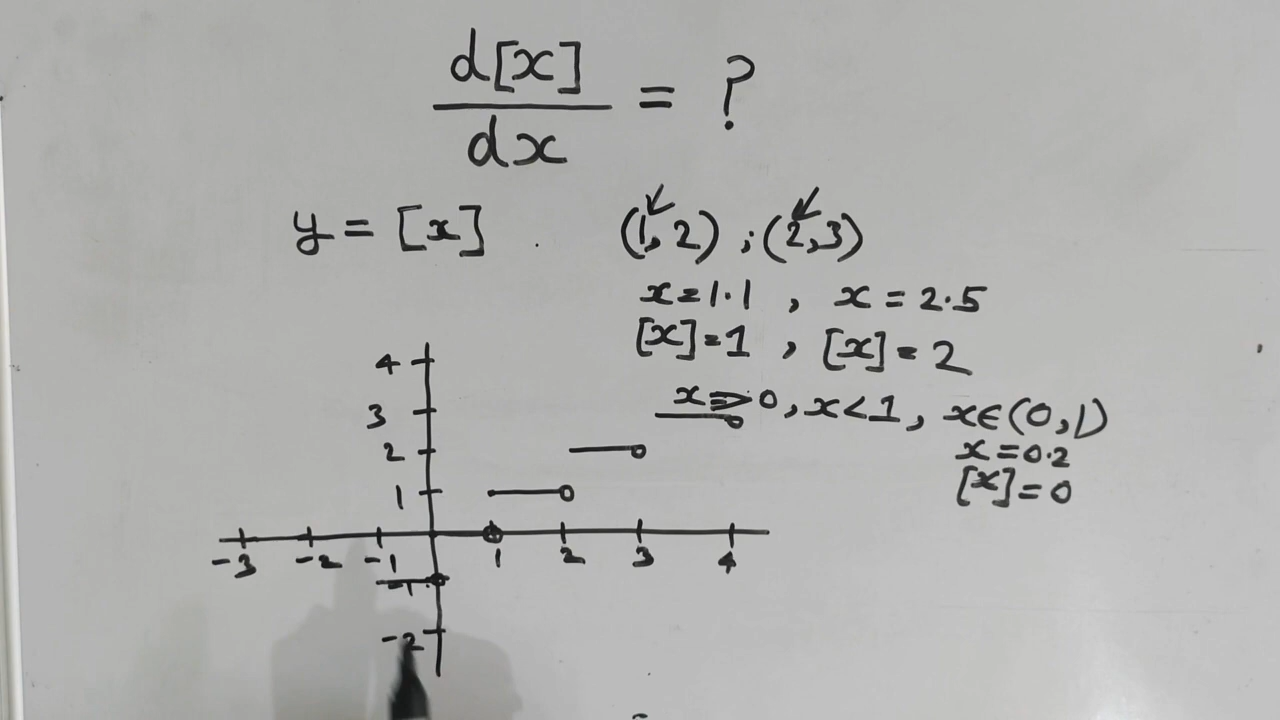 d[x]
dx
= ?
y = [x] (1,2) ; (2,3)
x=1.1 , x = 2.5
[x]=1 , [x]=2
x⇒0, x<1, x∈(0,1)
x=0.2
[x]=0
4
3
2
1
-3 -2 -1 1 2 3 4
-1
-2